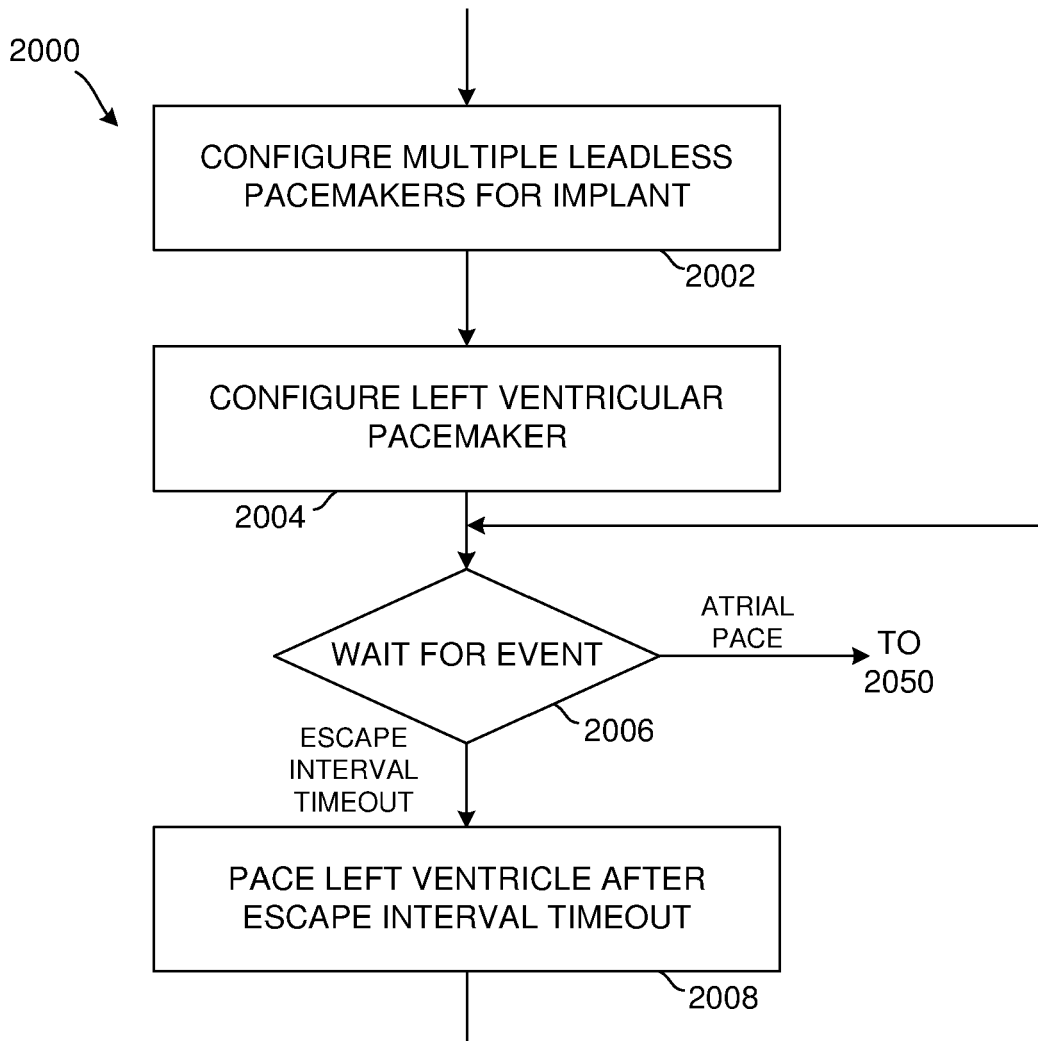 2000
CONFIGURE MULTIPLE LEADLESS
PACEMAKERS FOR IMPLANT
2002
CONFIGURE LEFT VENTRICULAR
PACEMAKER
2004
WAIT FOR EVENT
ATRIAL
PACE
TO
2050
2006
ESCAPE
INTERVAL
TIMEOUT
PACE LEFT VENTRICLE AFTER
ESCAPE INTERVAL TIMEOUT
2008